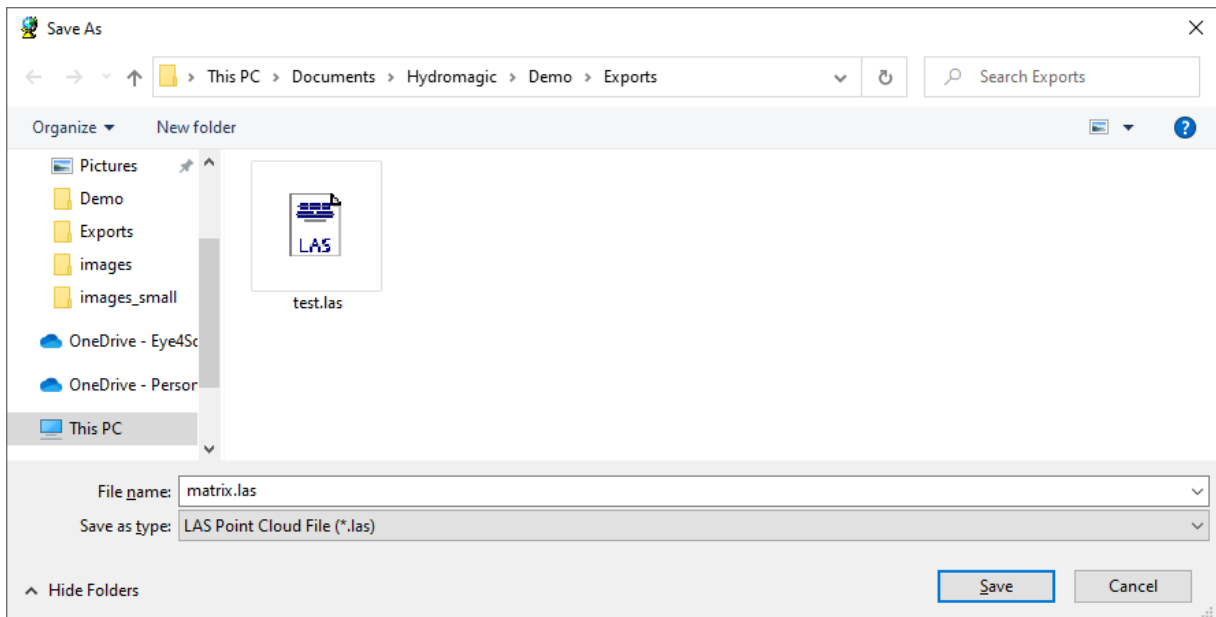 Save As
This PC > Documents > Hydromagic > Demo > Exports
Search Exports
Organize
New folder
Pictures
Demo
Exports
images
images_small
OneDrive - Eye4So
OneDrive - Person
This PC
LAS
test.las
File name: matrix.las
Save as type: LAS Point Cloud File (*.las)
Hide Folders
Save
Cancel